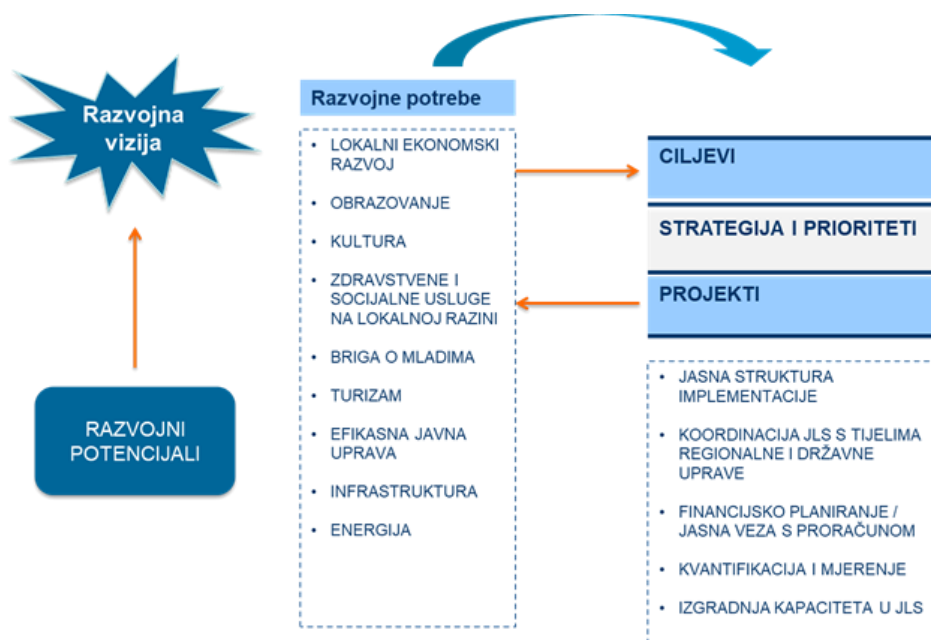 Razvojna
vizija
RAZVOJNI
POTENCIJALI
Razvojne potrebe
• LOKALNI EKONOMSKI
RAZVOJ
• OBRAZOVANJE
• KULTURA
• ZDRAVSTVENE I
SOCIJALNE USLUGE
NA LOKALNOJ RAZINI
• BRIGA O MLADIMA
• TURIZAM
• EFIKASNA JAVNA
UPRAVA
• INFRASTRUKTURA
• ENERGIJA
CILJEVI
STRATEGIJA I PRIORITETI
PROJEKTI
• JASNA STRUKTURA
IMPLEMENTACIJE
• KOORDINACIJA JLS S TIJELIMA
REGIONALNE I DRŽAVNE
UPRAVE
• FINANCIJSKO PLANIRANJE /
JASNA VEZA S PRORAČUNOM
• KVANTIFIKACIJA I MJERENJE
• IZGRADNJA KAPACITETA U JLS